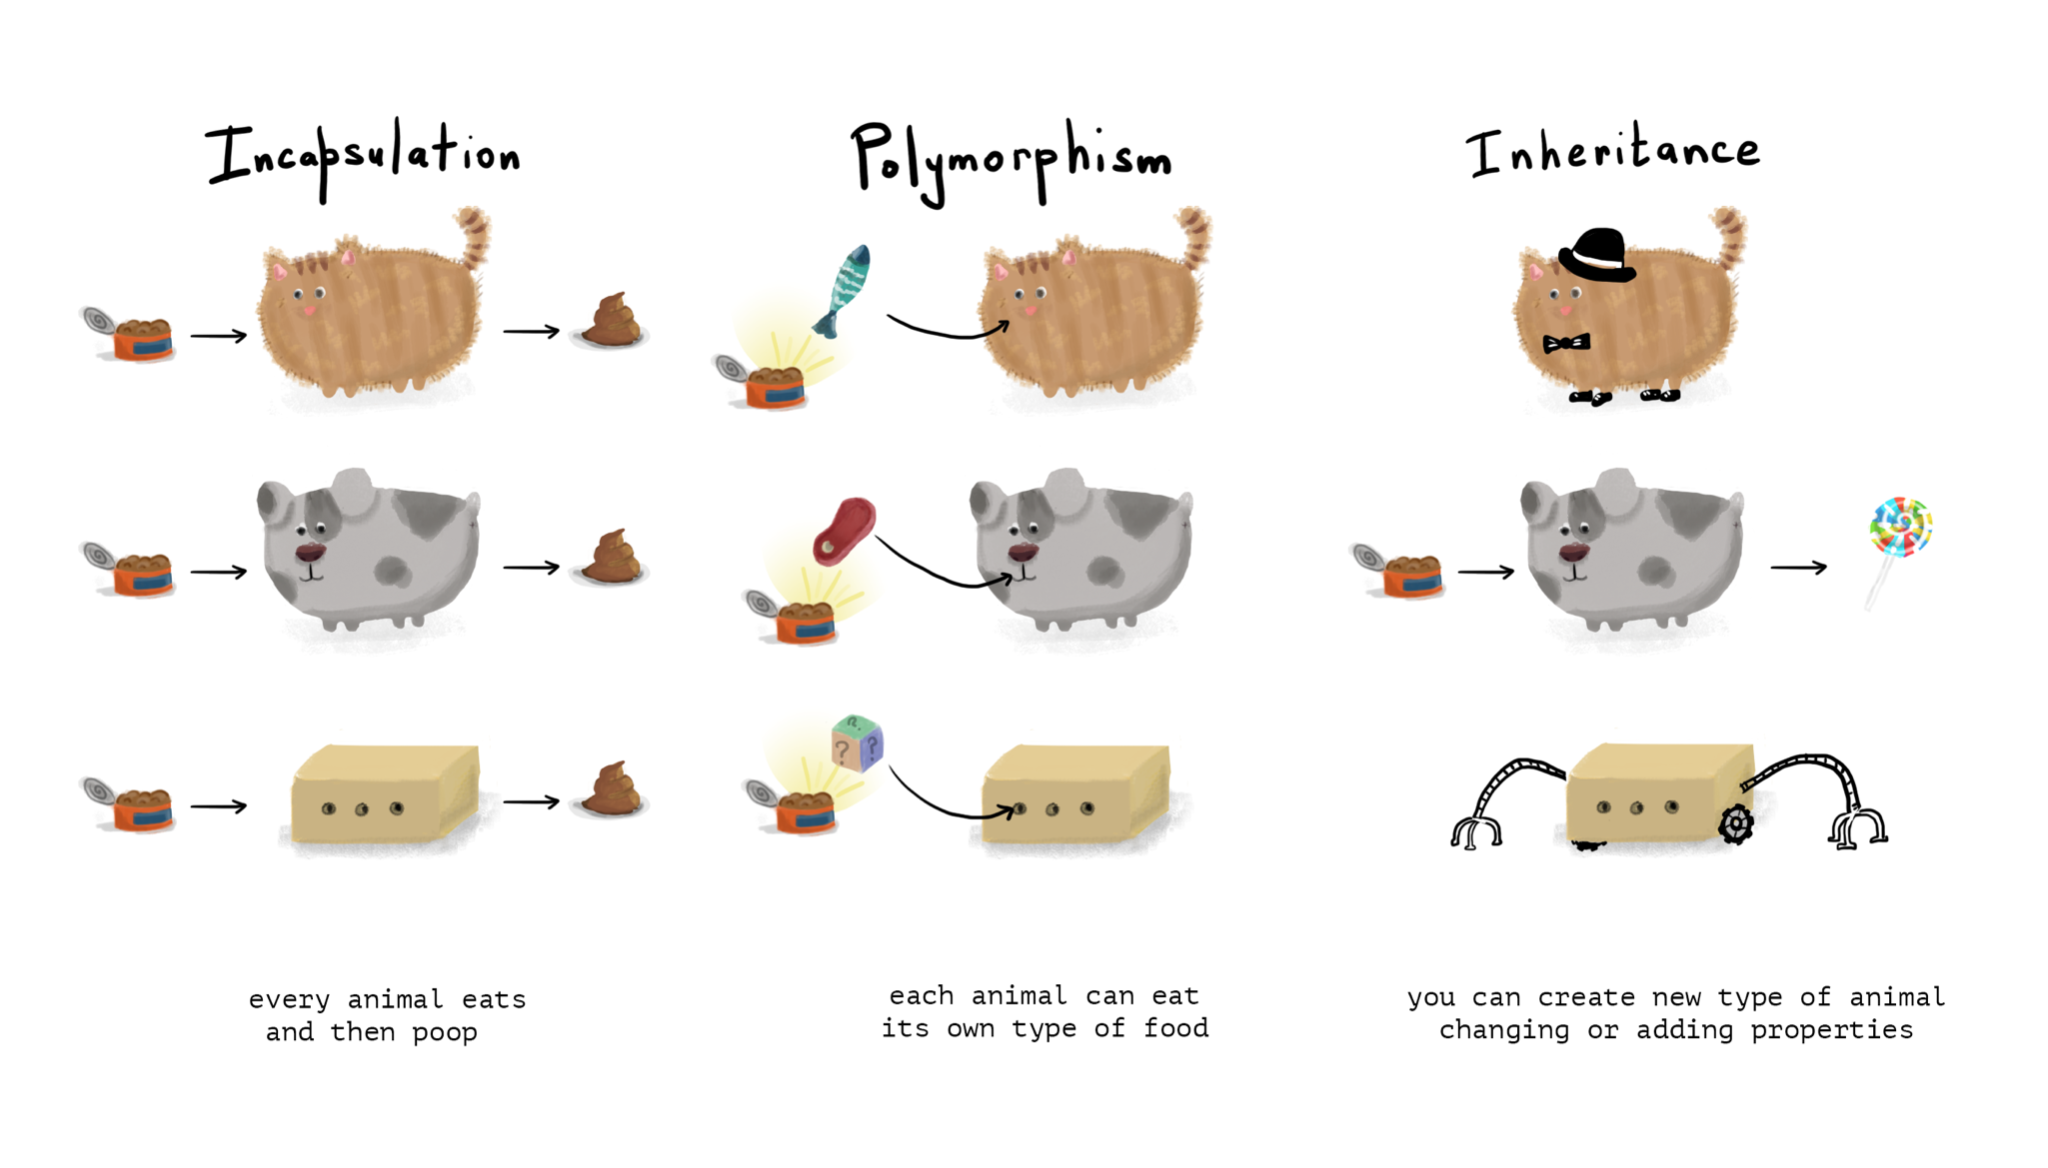 Incapsulation
Polymorphism
Inheritance
? ? ?
every animal eats
and then poop
each animal can eat
its own type of food
you can create new type of animal
changing or adding properties